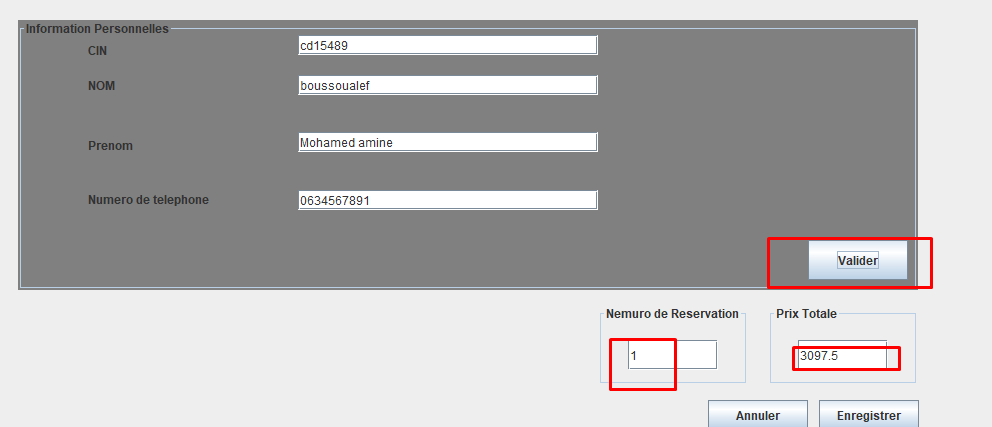 Information Personnelles
CIN
cd15489
NOM
boussoualef
Prenom
Mohamed amine
Numero de telephone
0634567891
Valider
Nemuro de Reservation
1
Prix Totale
3097.5
Annuler
Enregistrer